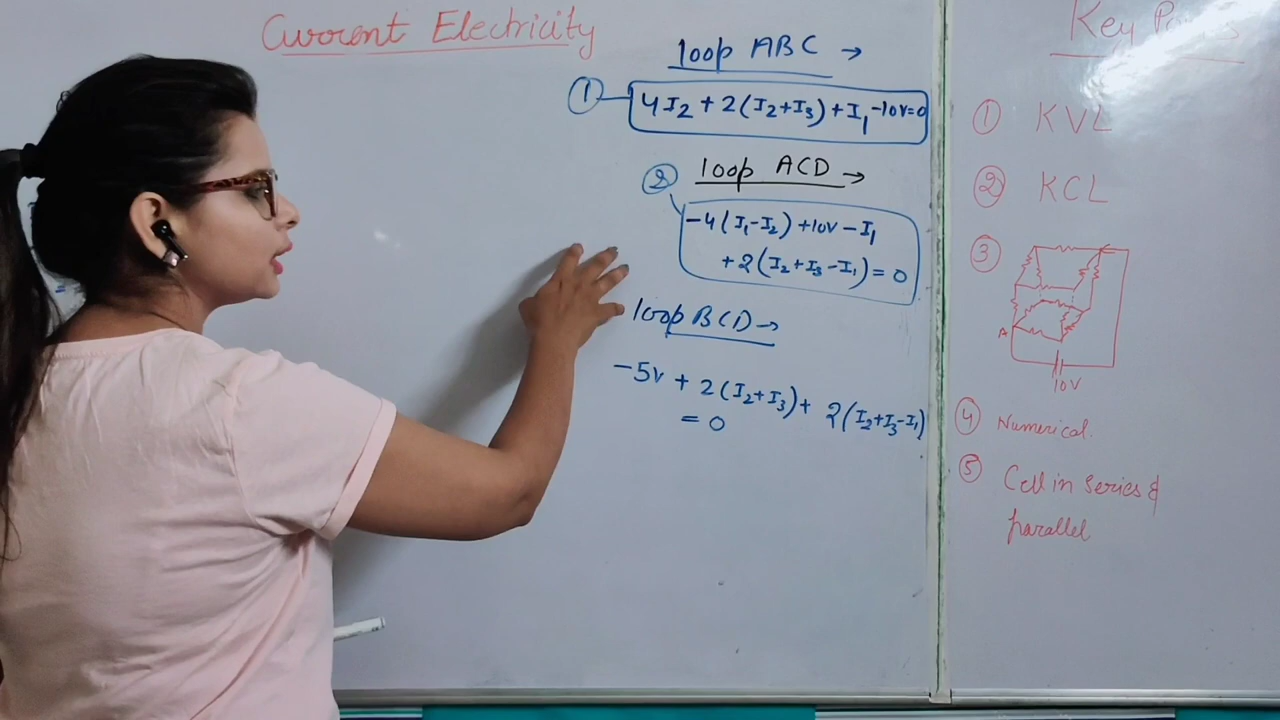 Current Electricity
loop ABC →
① 4I2 + 2(I2+I3) + I1 -10v=0
② loop ACD →
-4(I1-I2) +10v - I1
+2(I2+I3-I1) = 0
loop BCD →
-5v + 2(I2+I3) + 2(I2+I3-I1)
= 0
Key
① KVL
② KCL
③
A
10V
④ Numerical.
⑤ Cell in series &
parallel